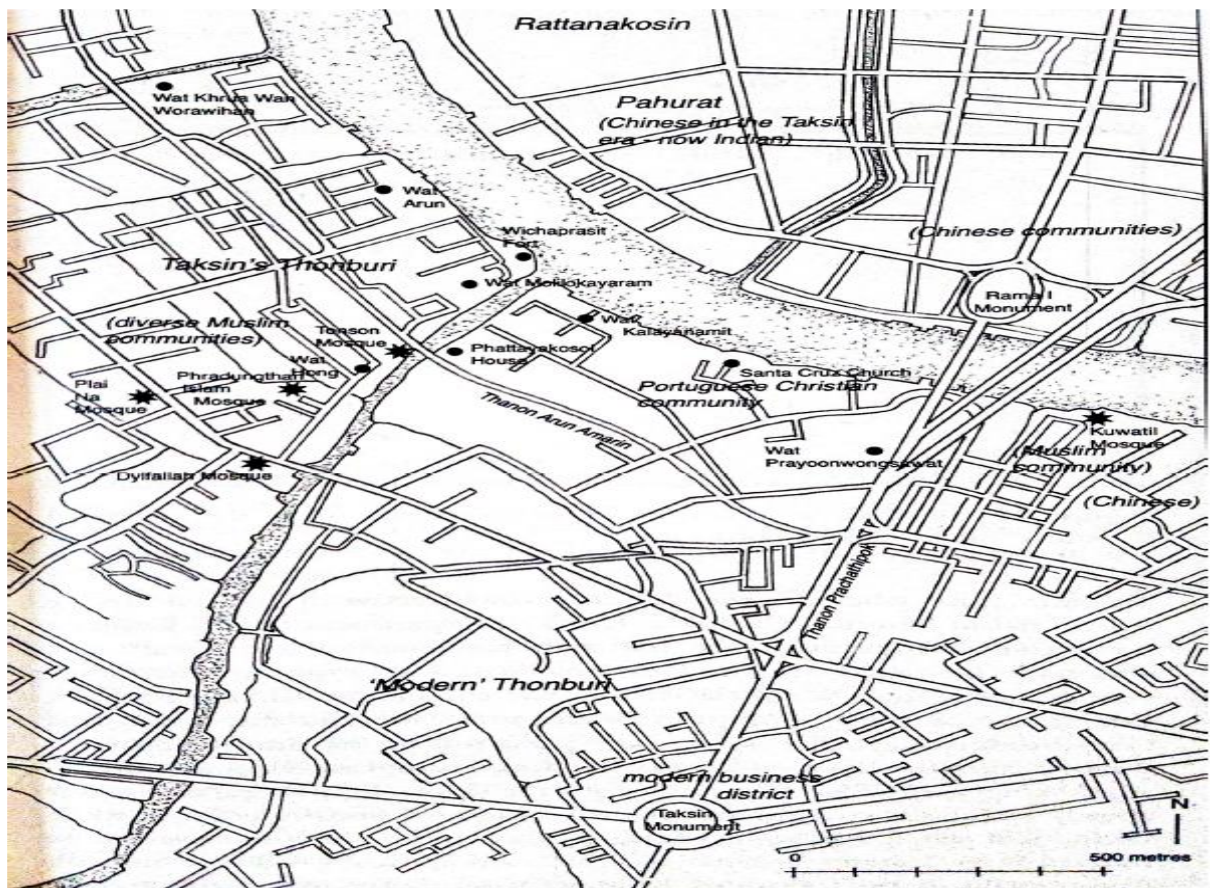 Rattanakosin
Wat Khrua Wan
Worawihan
Pahurat
(Chinese in the Taksin
era - now Indian)
Wat
Arun
Wichaprasit
Fort
(Chinese communities)
Taksin's Thonburi
Wat Molilokayaram
Rama I
Monument
(diverse Muslim
communities)
Tonson
Mosque
Wat
Kalayanamit
Wat
Hong
Phattayakosol
House
Santa Cruz Church
Plai
Na
Mosque
Phradungtham
Islam
Mosque
Portuguese Christian
community
Thanon Arun Amarin
Kuwatil
Mosque
Wat
Prayoonwongsawat
(Muslim
community)
Dylfallah Mosque
(Chinese)
Thanon Prachathipok
'Modern' Thonburi
modern business
district
Taksin
Monument
N
0
500 metres